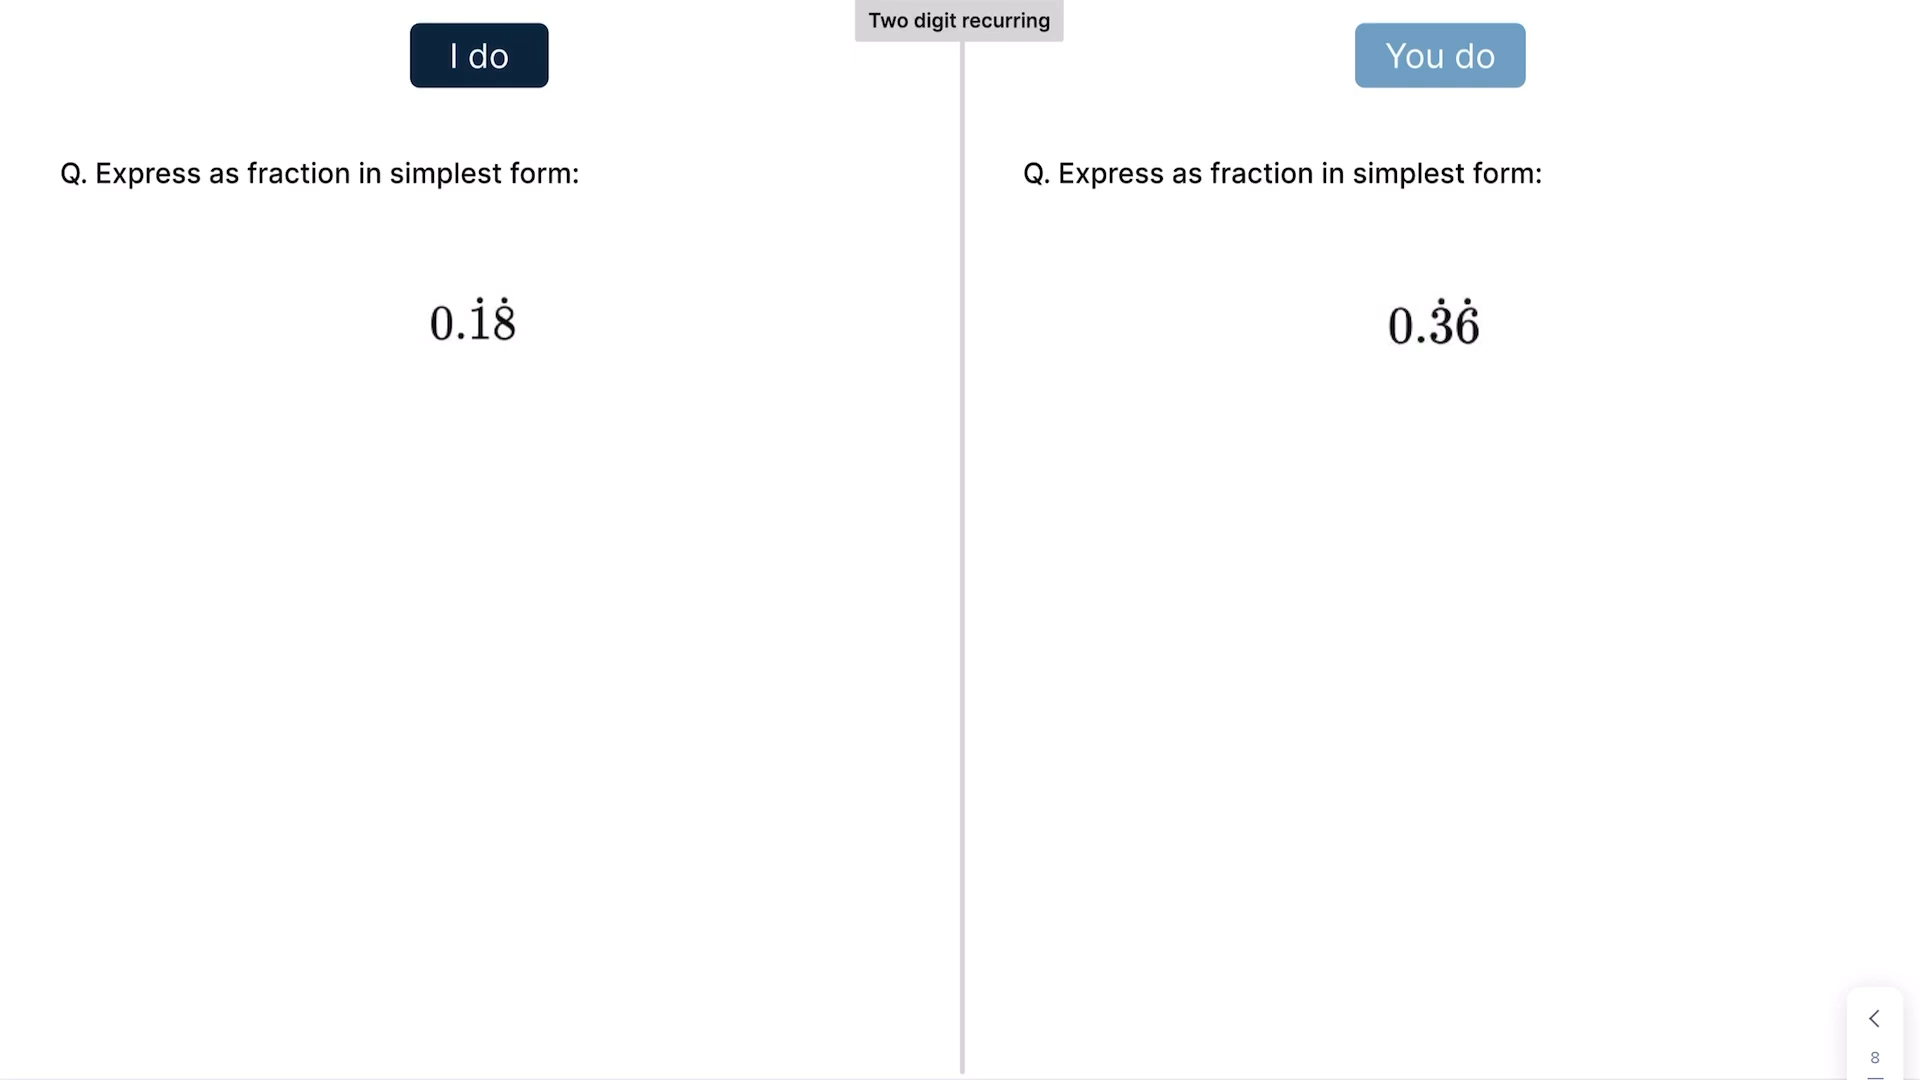 Two digit recurring
I do
Q. Express as fraction in simplest form:
0.1̇8̇
You do
Q. Express as fraction in simplest form:
0.3̇6̇
8